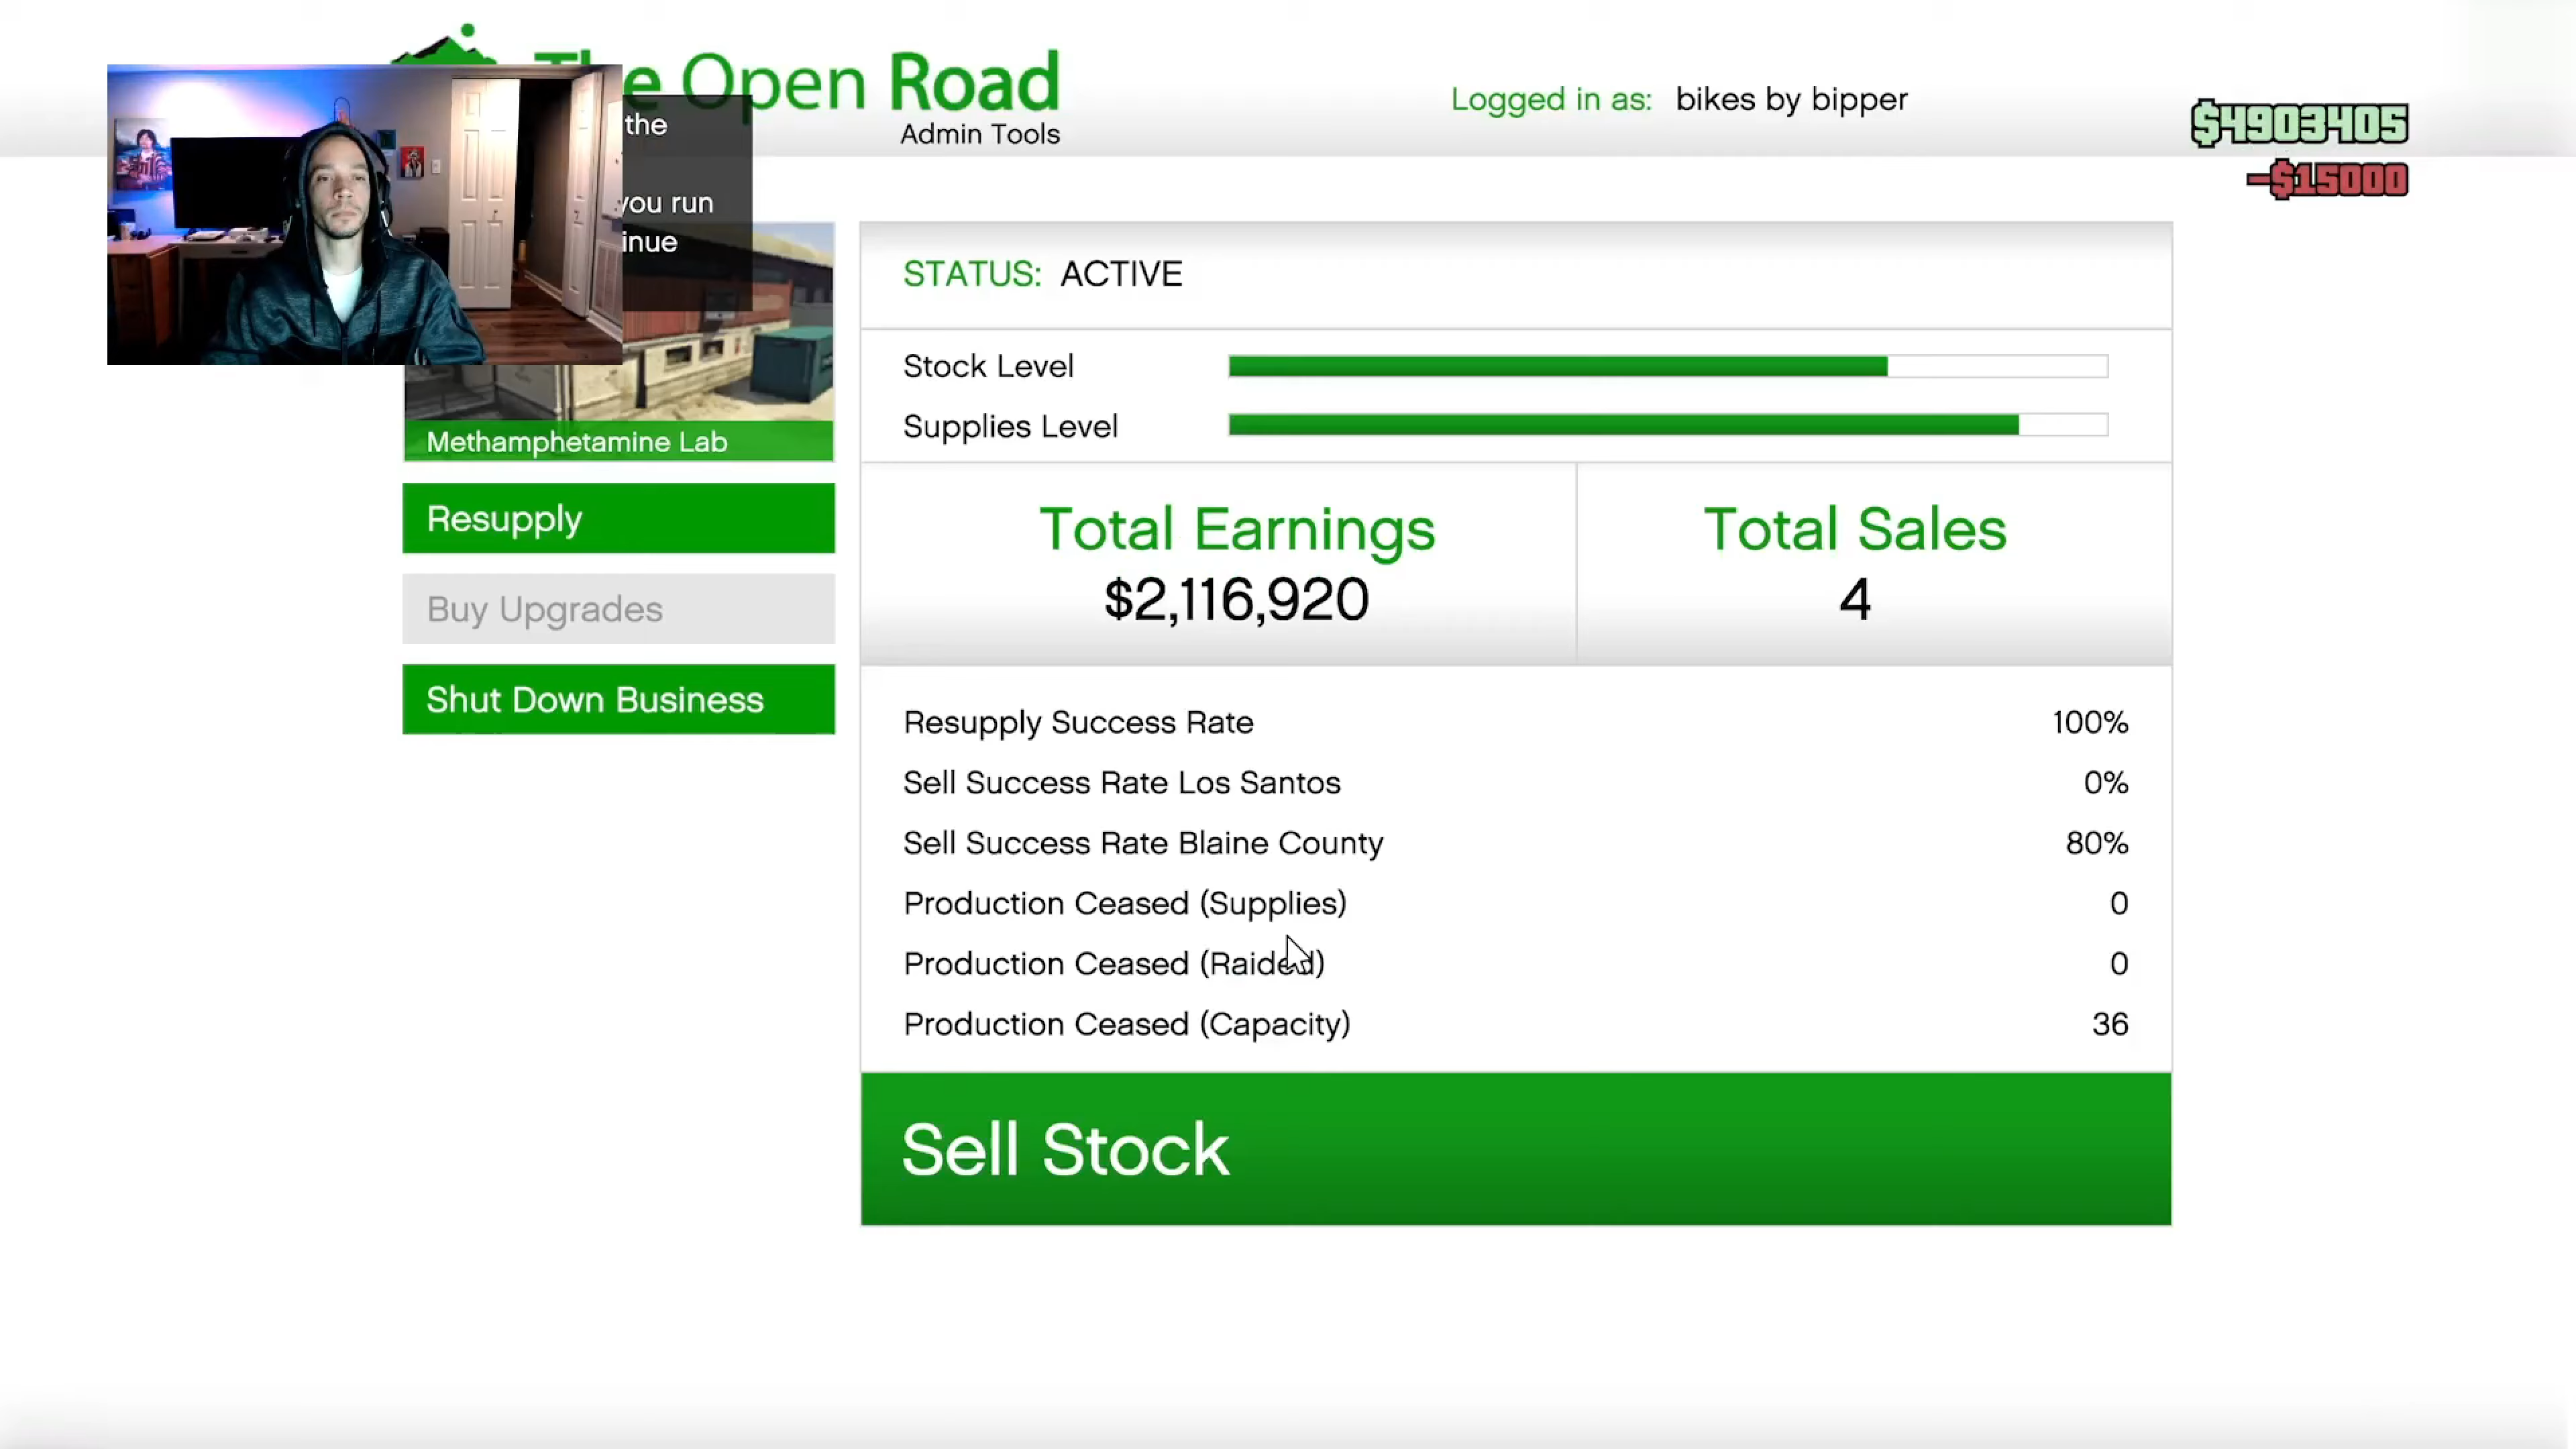 Open Road
Admin Tools
Logged in as: bikes by bipper
$4903405
-$15000
the
you run
Methamphetamine Lab
Resupply
Buy Upgrades
Shut Down Business
STATUS: ACTIVE
Stock Level
Supplies Level
Total Earnings
$2,116,920
Total Sales
4
Resupply Success Rate 100%
Sell Success Rate Los Santos 0%
Sell Success Rate Blaine County 80%
Production Ceased (Supplies) 0
Production Ceased (Raided) 0
Production Ceased (Capacity) 36
Sell Stock